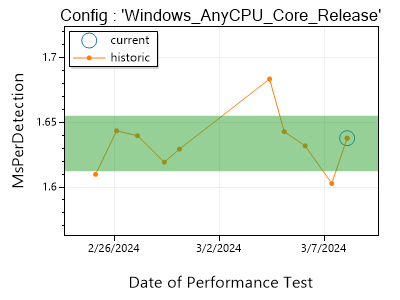 Config : 'Windows_AnyCPU_Core_Release'
current
historic
1.7
1.65
1.6
MsPerDetection
2/26/2024
3/2/2024
3/7/2024
Date of Performance Test